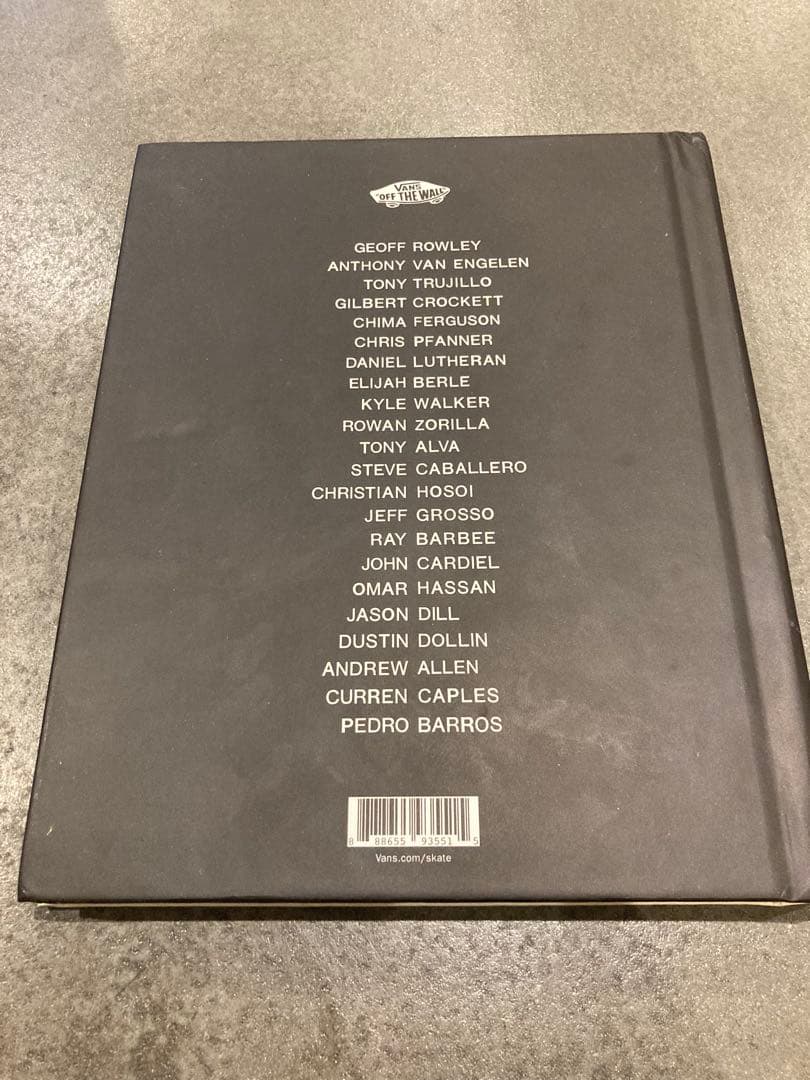 VANS
"OFF THE WALL"
GEOFF ROWLEY
ANTHONY VAN ENGELEN
TONY TRUJILLO
GILBERT CROCKETT
CHIMA FERGUSON
CHRIS PFANNER
DANIEL LUTHERAN
ELIJAH BERLE
KYLE WALKER
ROWAN ZORILLA
TONY ALVA
STEVE CABALLERO
CHRISTIAN HOSOI
JEFF GROSSO
RAY BARBEE
JOHN CARDIEL
OMAR HASSAN
JASON DILL
DUSTIN DOLLIN
ANDREW ALLEN
CURREN CAPLES
PEDRO BARROS
8 88655 93551 5
Vans.com/skate